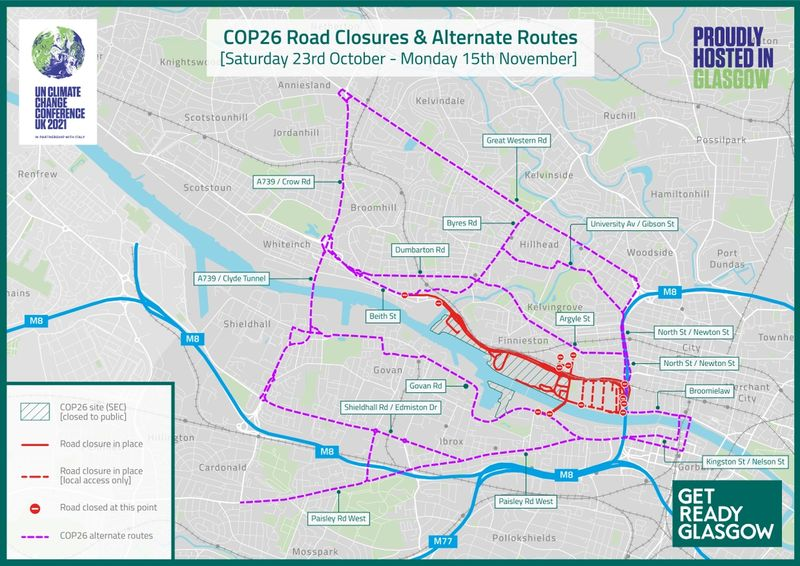 COP26 Road Closures & Alternate Routes
[Saturday 23rd October - Monday 15th November]
UN CLIMATE
CHANGE
CONFERENCE
UK 2021
IN PARTNERSHIP WITH ITALY
PROUDLY
HOSTED IN
GLASGOW
Knightsw
Anniesland
Kelvindale
Scotstounhill
Jordanhill
Ruchill
Possilpark
Great Western Rd
Renfrew
A739 / Crow Rd
Kelvinside
Scotstoun
Broomhill
Hamiltonhill
Byres Rd
University Av / Gibson St
Whiteinch
Dumbarton Rd
Hillhead
Woodside
Port
Dundas
A739 / Clyde Tunnel
M8
Kelvingrove
Beith St
Argyle St
M8
Shieldhall
M8
Finnieston
North St / Newton St
City
Townhe
Govan
North St / Newton St
Govan Rd
Broomielaw
erchant
City
COP26 site (SEC)
[closed to public]
Shieldhall Rd / Edmiston Dr
Road closure in place
Hillington
M8
Ibrox
Kingston St / Nelson St
Gorb
Road closure in place
[local access only]
Cardonald
M8
Road closed at this point
Paisley Rd West
Paisley Rd West
GET
READY
GLASGOW
COP26 alternate routes
Mosspark
M77
Pollokshields